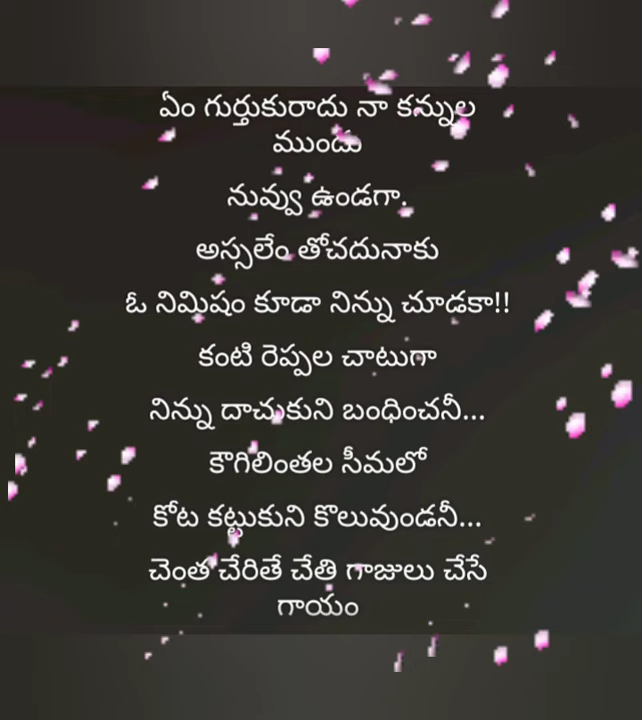 ఏం గుర్తుకురాదు నా కన్నుల
ముందు
నువ్వు ఉండగా.
అస్సలేం తోచదునాకు
ఓ నిమిషం కూడా నిన్ను చూడకా!!
కంటి రెప్పల చాటుగా
నిన్ను దాచుకుని బంధించనీ...
కౌగిలింతల సీమలో
కోట కట్టుకుని కొలువుండనీ...
చెంత చేరితే చేతి గాజులు చేసే
గాయం